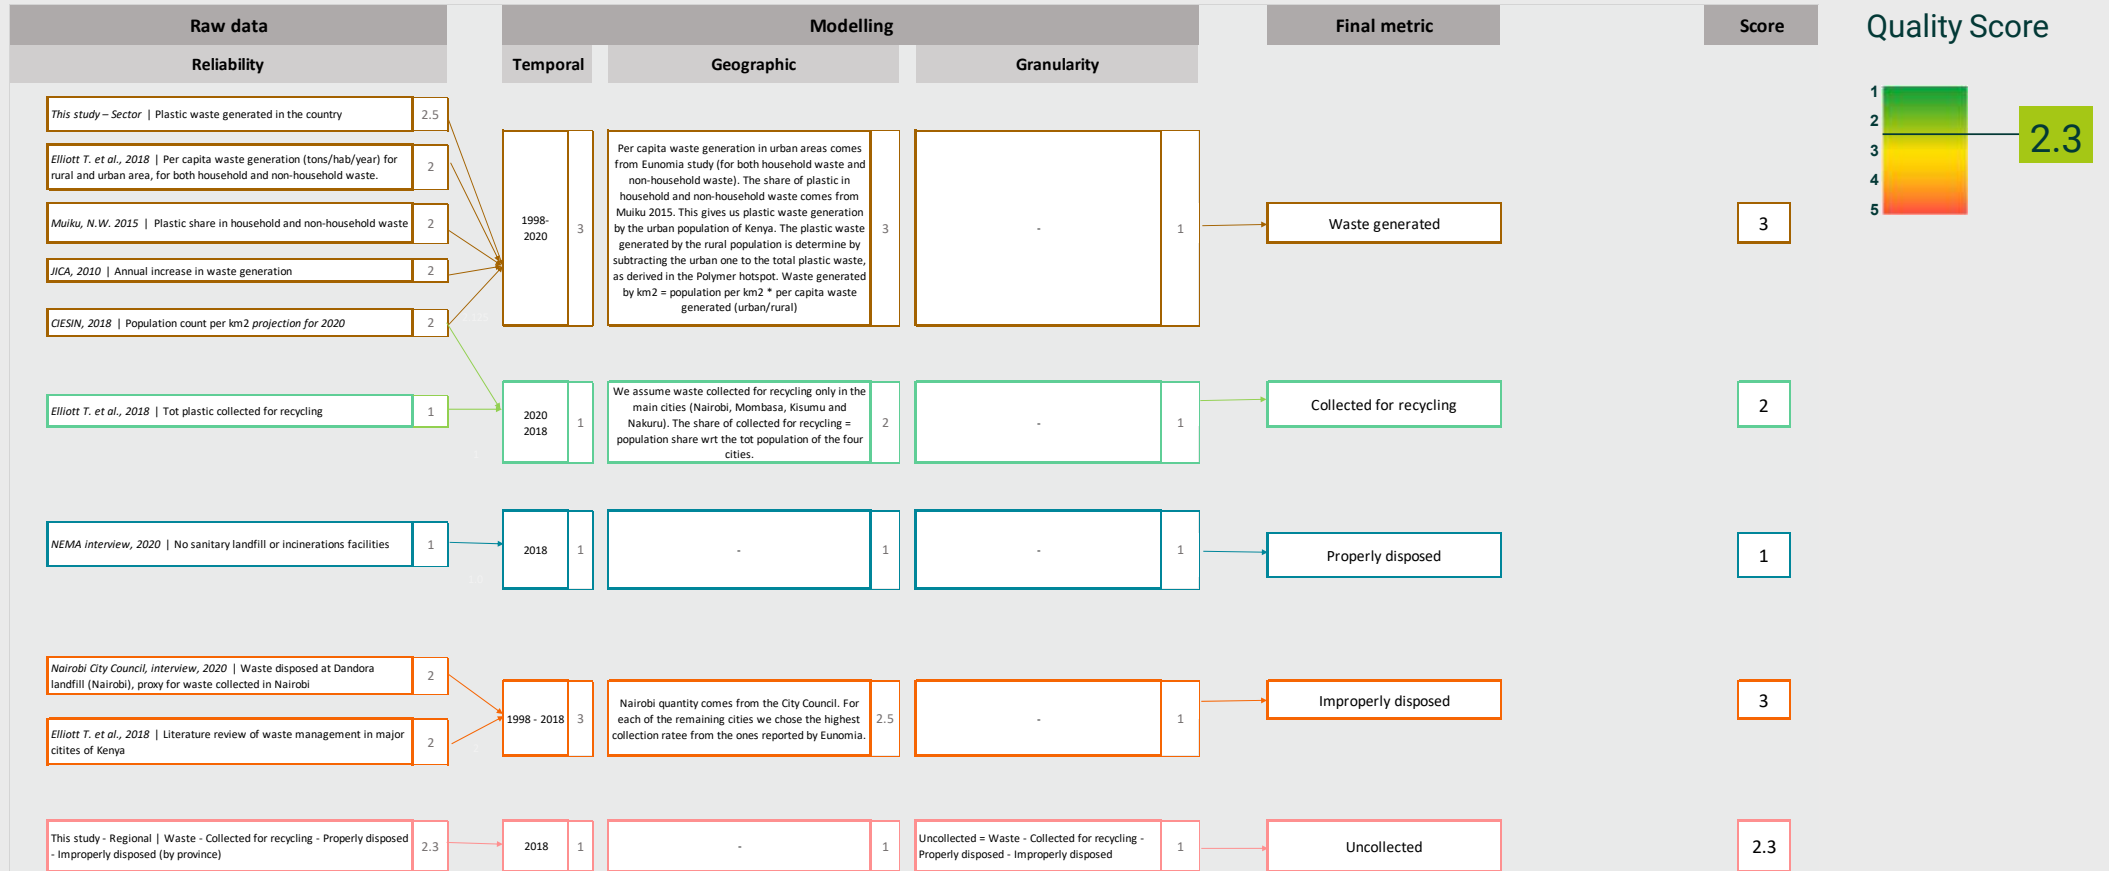 Raw data
Modelling
Final metric
Score
Quality Score
Reliability
Temporal
Geographic
Granularity
1
2
3
4
5
2.3
This study – Sector | Plastic waste generated in the country
2.5
Elliott T. et al., 2018 | Per capita waste generation (tons/hab/year) for
rural and urban area, for both household and non-household waste.
2
Muiku, N.W. 2015 | Plastic share in household and non-household waste
2
JICA, 2010 | Annual increase in waste generation
2
CIESIN, 2018 | Population count per km2 projection for 2020
2
1998-
2020
3
Per capita waste generation in urban areas comes
from Eunomia study (for both household waste and
non-household waste). The share of plastic in
household and non-household waste comes from
Muiku 2015. This gives us plastic waste generation
by the urban population of Kenya. The plastic waste
generated by the rural population is determine by
subtracting the urban one to the total plastic waste,
as derived in the Polymer hotspot. Waste generated
by km2 = population per km2 * per capita waste
generated (urban/rural)
3
-
1
Waste generated
3
Elliott T. et al., 2018 | Tot plastic collected for recycling
1
2020
2018
1
We assume waste collected for recycling only in the
main cities (Nairobi, Mombasa, Kisumu and
Nakuru). The share of collected for recycling =
population share wrt the tot population of the four
cities.
2
-
1
Collected for recycling
2
NEMA interview, 2020 | No sanitary landfill or incinerations facilities
1
2018
1
-
1
-
1
Properly disposed
1
Nairobi City Council, interview, 2020 | Waste disposed at Dandora
landfill (Nairobi), proxy for waste collected in Nairobi
2
Elliott T. et al., 2018 | Literature review of waste management in major
citites of Kenya
2
1998 - 2018
3
Nairobi quantity comes from the City Council. For
each of the remaining cities we chose the highest
collection ratee from the ones reported by Eunomia.
2.5
-
1
Improperly disposed
3
This study - Regional | Waste - Collected for recycling - Properly disposed
- Improperly disposed (by province)
2.3
2018
1
-
1
Uncollected = Waste - Collected for recycling -
Properly disposed - Improperly disposed
1
Uncollected
2.3